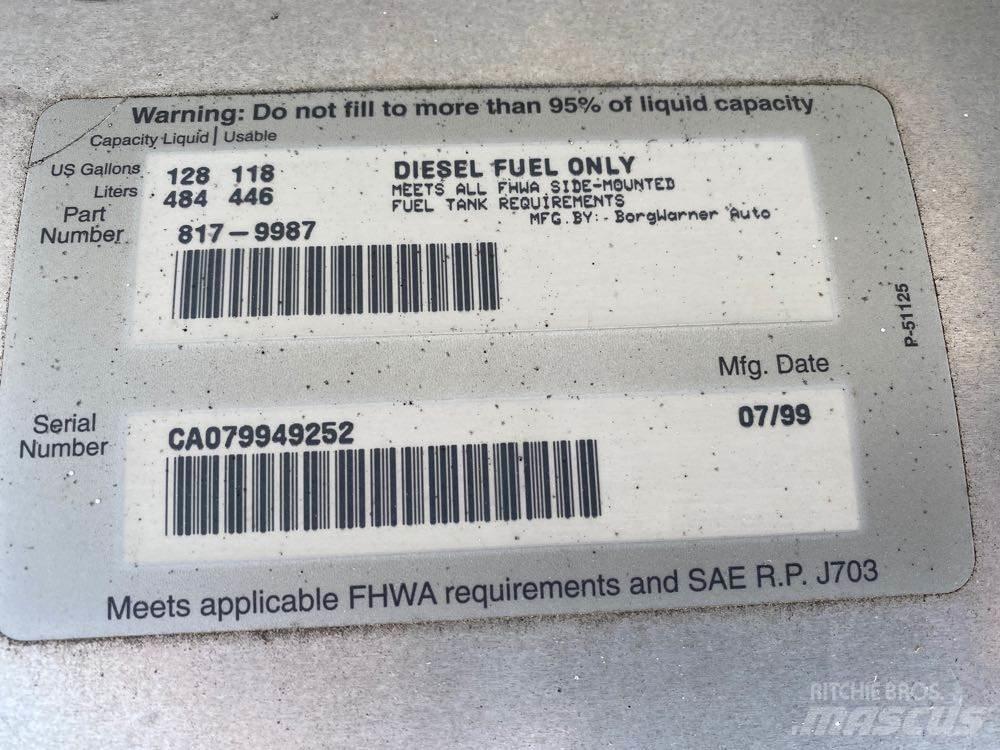 Warning: Do not fill to more than 95% of liquid capacity
Capacity Liquid | Usable
US Gallons 128 118 DIESEL FUEL ONLY
Liters 484 446 MEETS ALL FHWA SIDE-MOUNTED
FUEL TANK REQUIREMENTS
MFG.BY:- BorgWarner Auto
Part
Number 817-9987
P-51125
Mfg. Date
Serial
Number CA079949252 07/99
Meets applicable FHWA requirements and SAE R.P. J703
RITCHIE BROS.
mascus